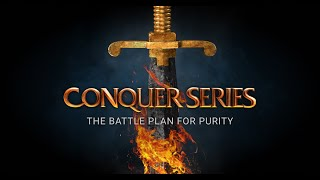 CONQUER SERIES
THE BATTLE PLAN FOR PURITY